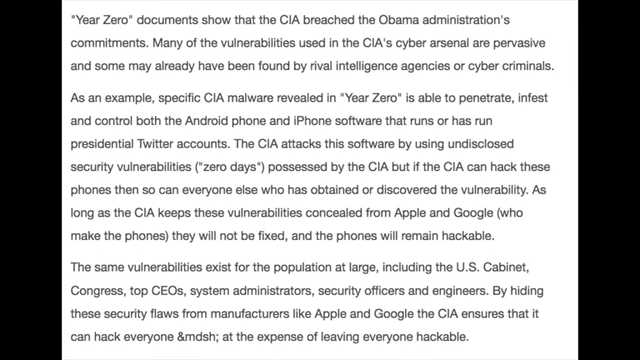 "Year Zero" documents show that the CIA breached the Obama administration's
commitments. Many of the vulnerabilities used in the CIA's cyber arsenal are pervasive
and some may already have been found by rival intelligence agencies or cyber criminals.
As an example, specific CIA malware revealed in "Year Zero" is able to penetrate, infest
and control both the Android phone and iPhone software that runs or has run
presidential Twitter accounts. The CIA attacks this software by using undisclosed
security vulnerabilities ("zero days") possessed by the CIA but if the CIA can hack these
phones then so can everyone else who has obtained or discovered the vulnerability. As
long as the CIA keeps these vulnerabilities concealed from Apple and Google (who
make the phones) they will not be fixed, and the phones will remain hackable.
The same vulnerabilities exist for the population at large, including the U.S. Cabinet,
Congress, top CEOs, system administrators, security officers and engineers. By hiding
these security flaws from manufacturers like Apple and Google the CIA ensures that it
can hack everyone &mdsh; at the expense of leaving everyone hackable.